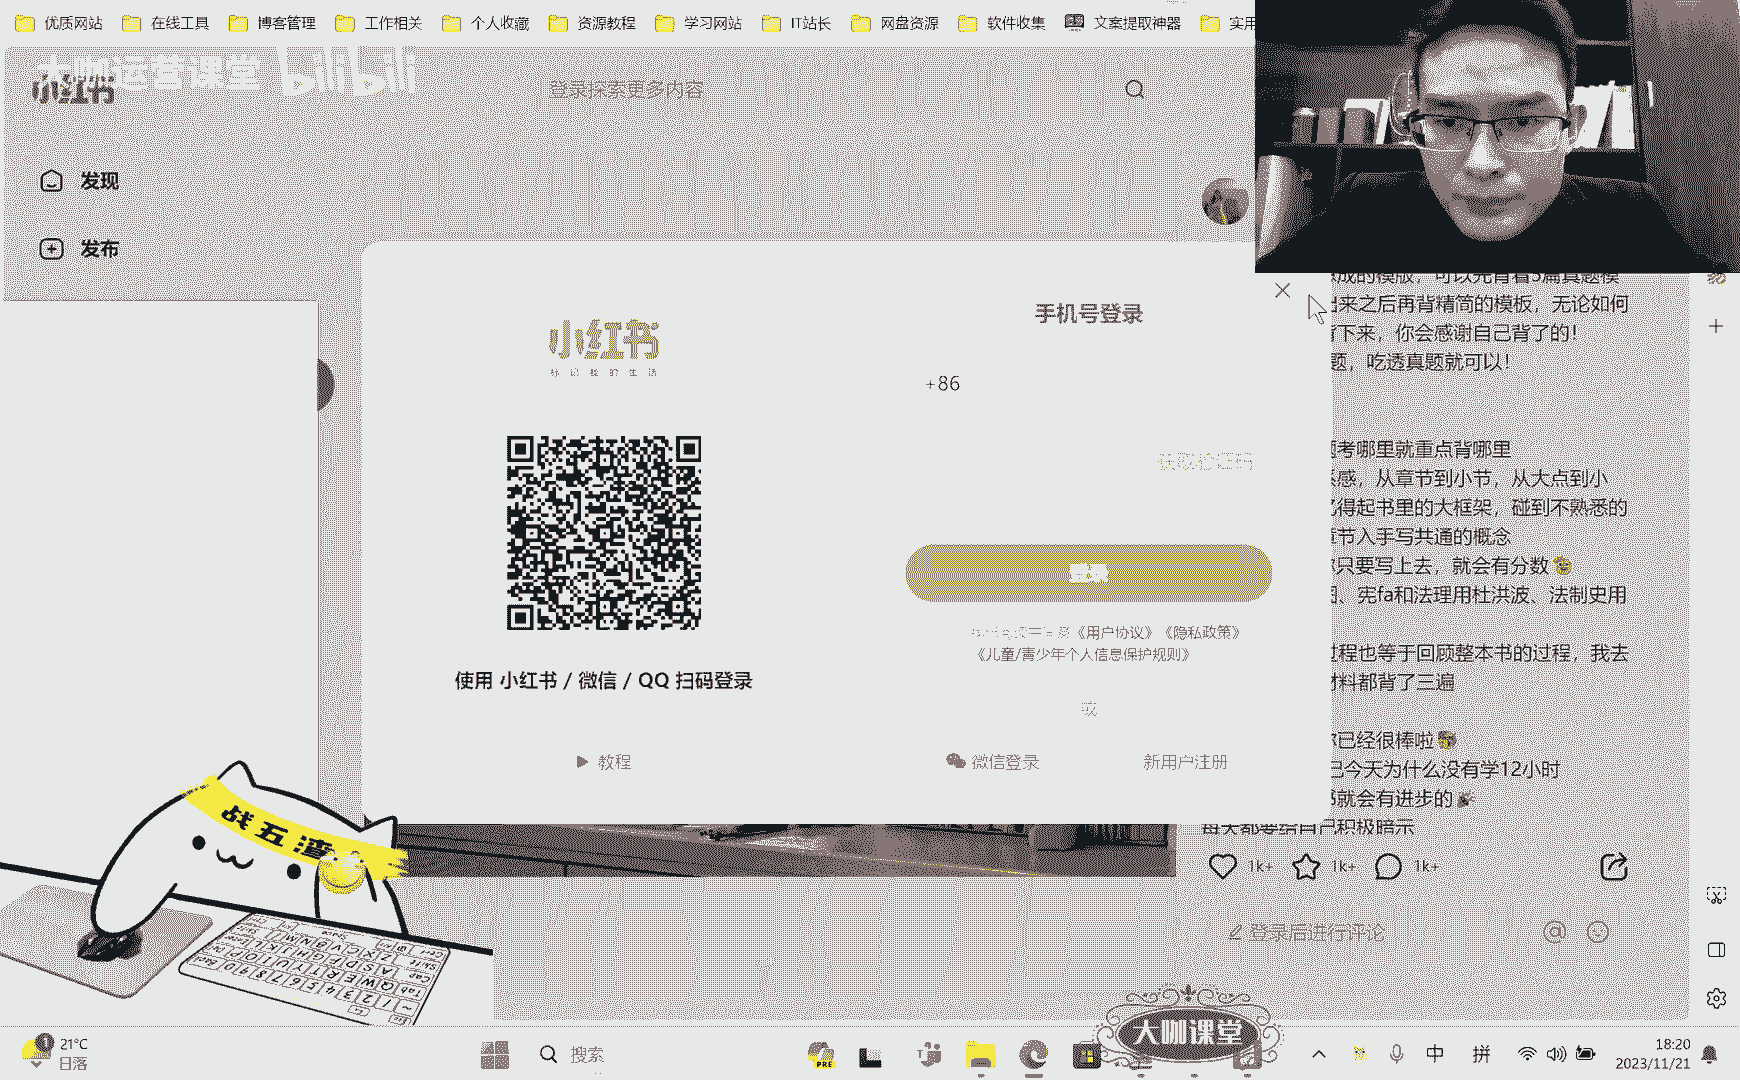 优质网站 在线工具 博客管理 工作相关 个人收藏 资源教程 学习网站 IT站长 网盘资源 软件收集 文案提取神器 实用
大咖运营课堂 bilibili
小红书
登录探索更多内容
发现
发布
手机号登录
小红书
标记我的生活
+86
获取验证码
使用 小红书 / 微信 / QQ 扫码登录
《用户协议》《隐私政策》
《儿童/青少年个人信息保护规则》
或
教程
微信登录
新用户注册
成的模版，可以先背着3篇真题模
出来之后再背精简的模板，无论如何
背下来，你会感谢自己背了的！
题，吃透真题就可以！
考哪里就重点背哪里
感，从章节到小节，从大点到小
记得起书里的大框架，碰到不熟悉的
章节入手写共通的概念
只要写上去，就会有分数
、宪fa和法理用杜洪波、法制史用
过程也等于回顾整本书的过程，我去
材料都背了三遍
你已经很棒啦
己今天为什么没有学12小时
就会有进步的
每天都要给自己积极暗示
1k+ 1k+ 1k+
登录后进行评论
战五渣
大咖课堂
21°C
日落
搜索
PRE
中 拼
18:20
2023/11/21